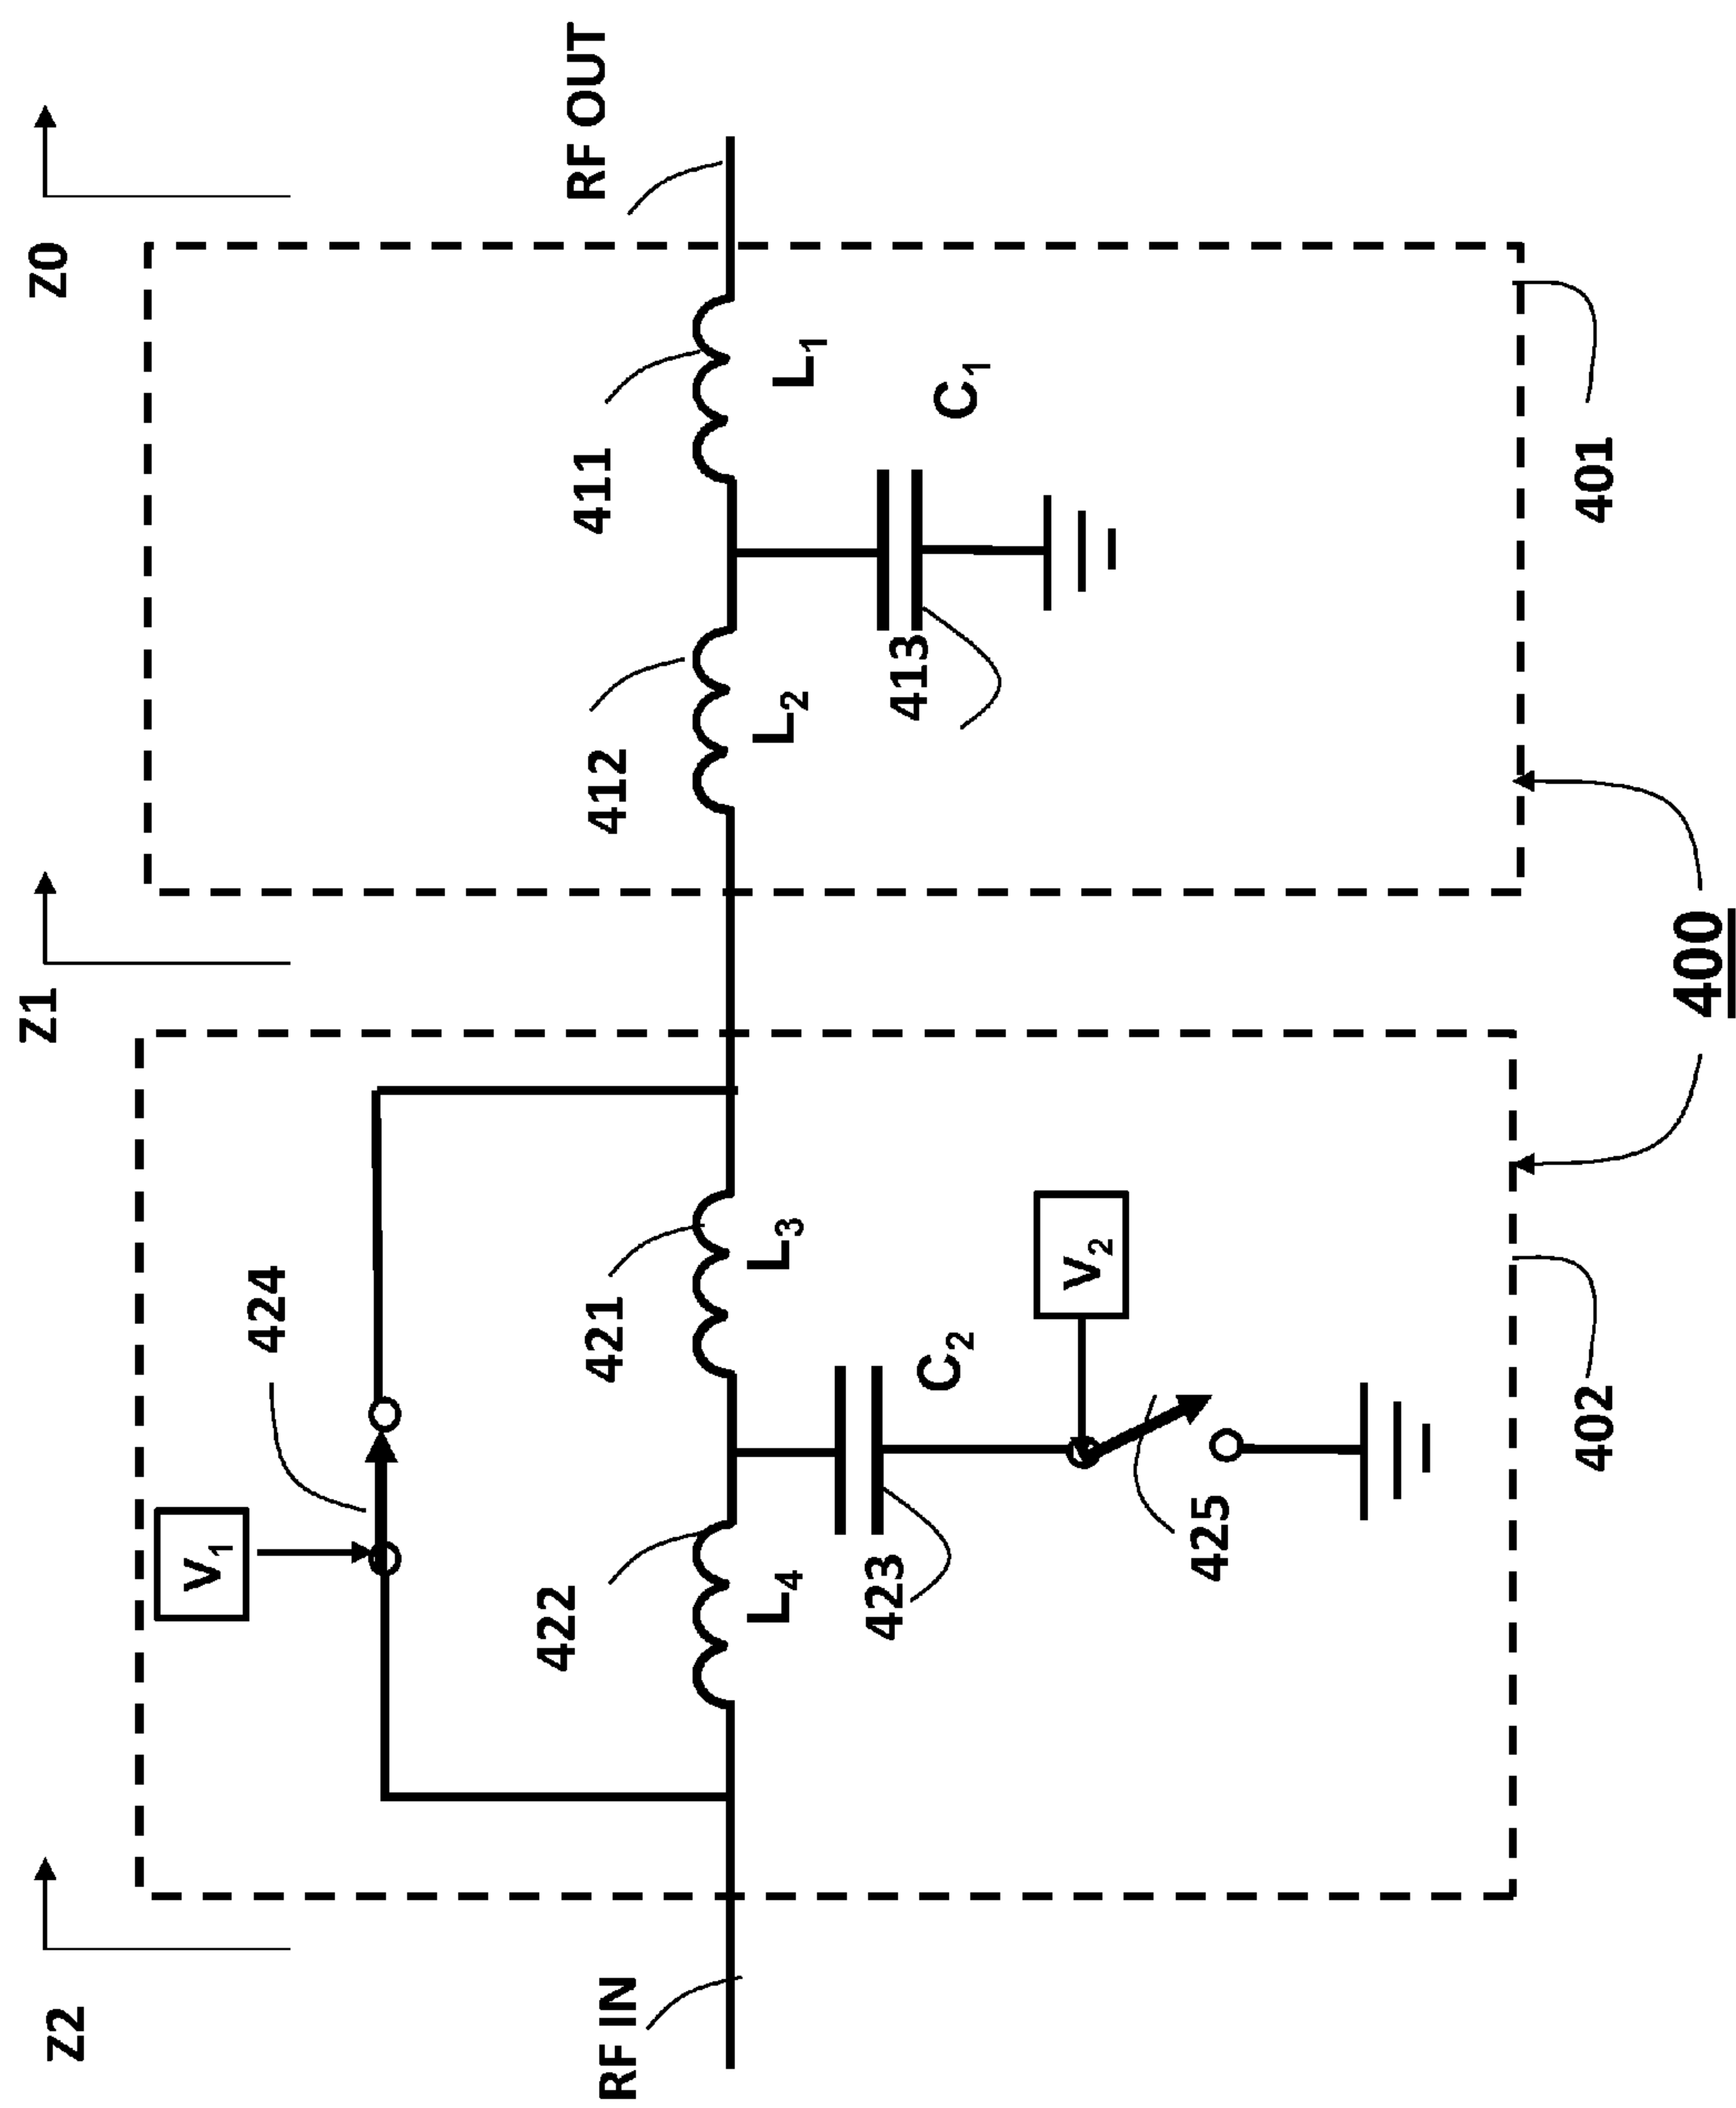 Z2
Z1
Z0
V₁
424
RF IN
422
421
412
411
RF OUT
L₄
L₃
L₂
L₁
423
C₂
413
C₁
V₂
425
402
401
400